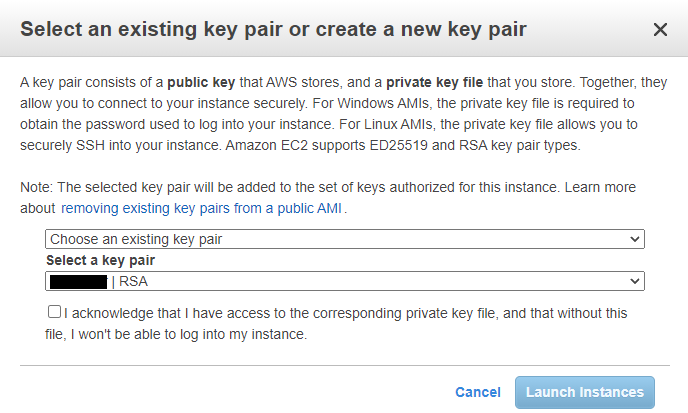 Select an existing key pair or create a new key pair
A key pair consists of a public key that AWS stores, and a private key file that you store. Together, they
allow you to connect to your instance securely. For Windows AMIs, the private key file is required to
obtain the password used to log into your instance. For Linux AMIs, the private key file allows you to
securely SSH into your instance. Amazon EC2 supports ED25519 and RSA key pair types.
Note: The selected key pair will be added to the set of keys authorized for this instance. Learn more
about removing existing key pairs from a public AMI .
Choose an existing key pair
Select a key pair
| RSA
I acknowledge that I have access to the corresponding private key file, and that without this
file, I won't be able to log into my instance.
Cancel Launch Instances